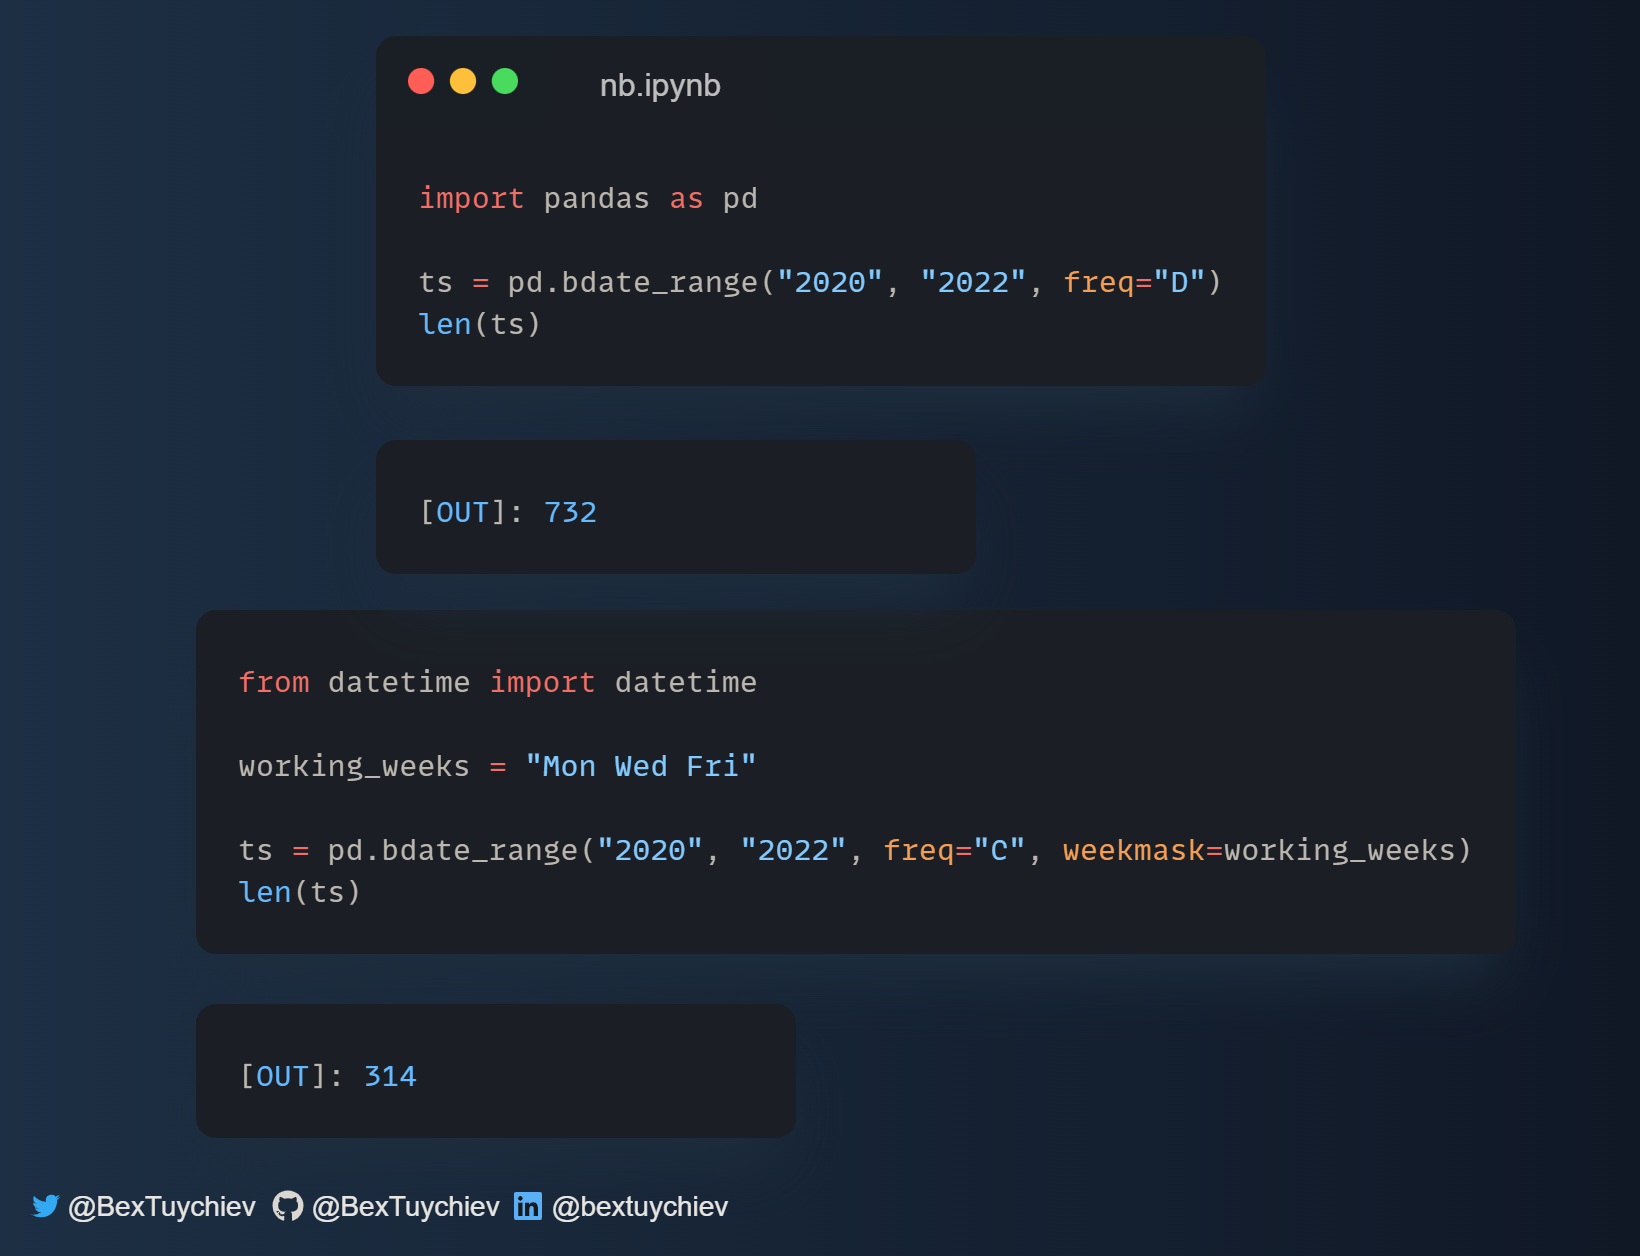 nb.ipynb
import pandas as pd
ts = pd.bdate_range("2020", "2022", freq="D")
len(ts)
[OUT]: 732
from datetime import datetime
working_weeks = "Mon Wed Fri"
ts = pd.bdate_range("2020", "2022", freq="C", weekmask=working_weeks)
len(ts)
[OUT]: 314
@BexTuychiev @BexTuychiev in @bextuychiev